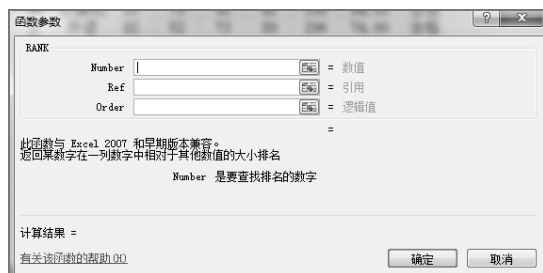 函数参数
RANK
Number = 数值
Ref = 引用
Order = 逻辑值
=
此函数与 Excel 2007 和早期版本兼容。
返回某数字在一列数字中相对于其他数值的大小排名
Number 是要查找排名的数字
计算结果 =
有关该函数的帮助(H)
确定 取消